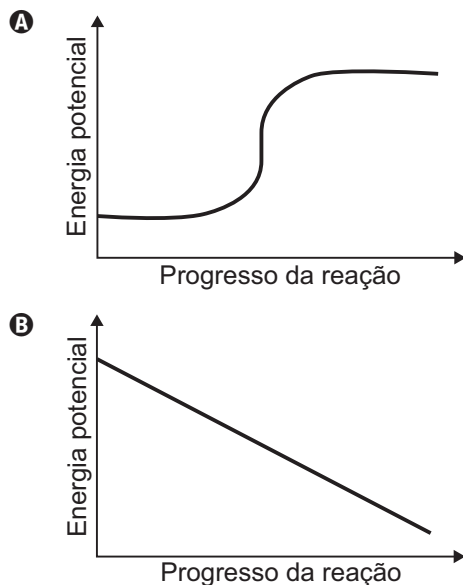 A
Energia potencial
Progresso da reação
B
Energia potencial
Progresso da reação